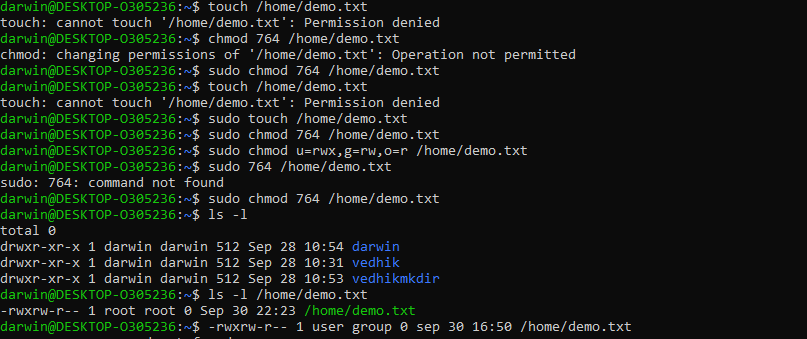 darwin@DESKTOP-O305236:~$ touch /home/demo.txt
touch: cannot touch '/home/demo.txt': Permission denied
darwin@DESKTOP-O305236:~$ chmod 764 /home/demo.txt
chmod: changing permissions of '/home/demo.txt': Operation not permitted
darwin@DESKTOP-O305236:~$ sudo chmod 764 /home/demo.txt
darwin@DESKTOP-O305236:~$ touch /home/demo.txt
touch: cannot touch '/home/demo.txt': Permission denied
darwin@DESKTOP-O305236:~$ sudo touch /home/demo.txt
darwin@DESKTOP-O305236:~$ sudo chmod 764 /home/demo.txt
darwin@DESKTOP-O305236:~$ sudo chmod u=rwx,g=rw,o=r /home/demo.txt
darwin@DESKTOP-O305236:~$ sudo 764 /home/demo.txt
sudo: 764: command not found
darwin@DESKTOP-O305236:~$ sudo chmod 764 /home/demo.txt
darwin@DESKTOP-O305236:~$ ls -l
total 0
drwxr-xr-x 1 darwin darwin 512 Sep 28 10:54 darwin
drwxr-xr-x 1 darwin darwin 512 Sep 28 10:31 vedhik
drwxr-xr-x 1 darwin darwin 512 Sep 28 10:53 vedhikmkdir
darwin@DESKTOP-O305236:~$ ls -l /home/demo.txt
-rwxrw-r-- 1 root root 0 Sep 30 22:23 /home/demo.txt
darwin@DESKTOP-O305236:~$ -rwxrw-r-- 1 user group 0 sep 30 16:50 /home/demo.txt